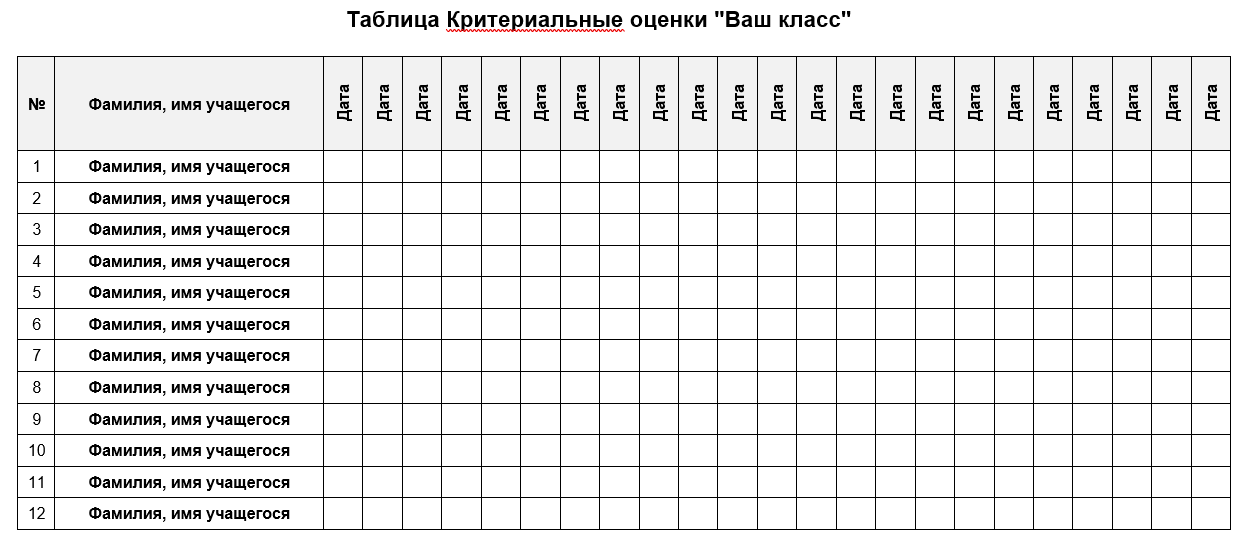 Таблица Критериальные оценки "Ваш класс"
№ Фамилия, имя учащегося Дата Дата Дата Дата Дата Дата Дата Дата Дата Дата Дата Дата Дата Дата Дата Дата Дата Дата Дата Дата Дата Дата Дата
1 Фамилия, имя учащегося
2 Фамилия, имя учащегося
3 Фамилия, имя учащегося
4 Фамилия, имя учащегося
5 Фамилия, имя учащегося
6 Фамилия, имя учащегося
7 Фамилия, имя учащегося
8 Фамилия, имя учащегося
9 Фамилия, имя учащегося
10 Фамилия, имя учащегося
11 Фамилия, имя учащегося
12 Фамилия, имя учащегося